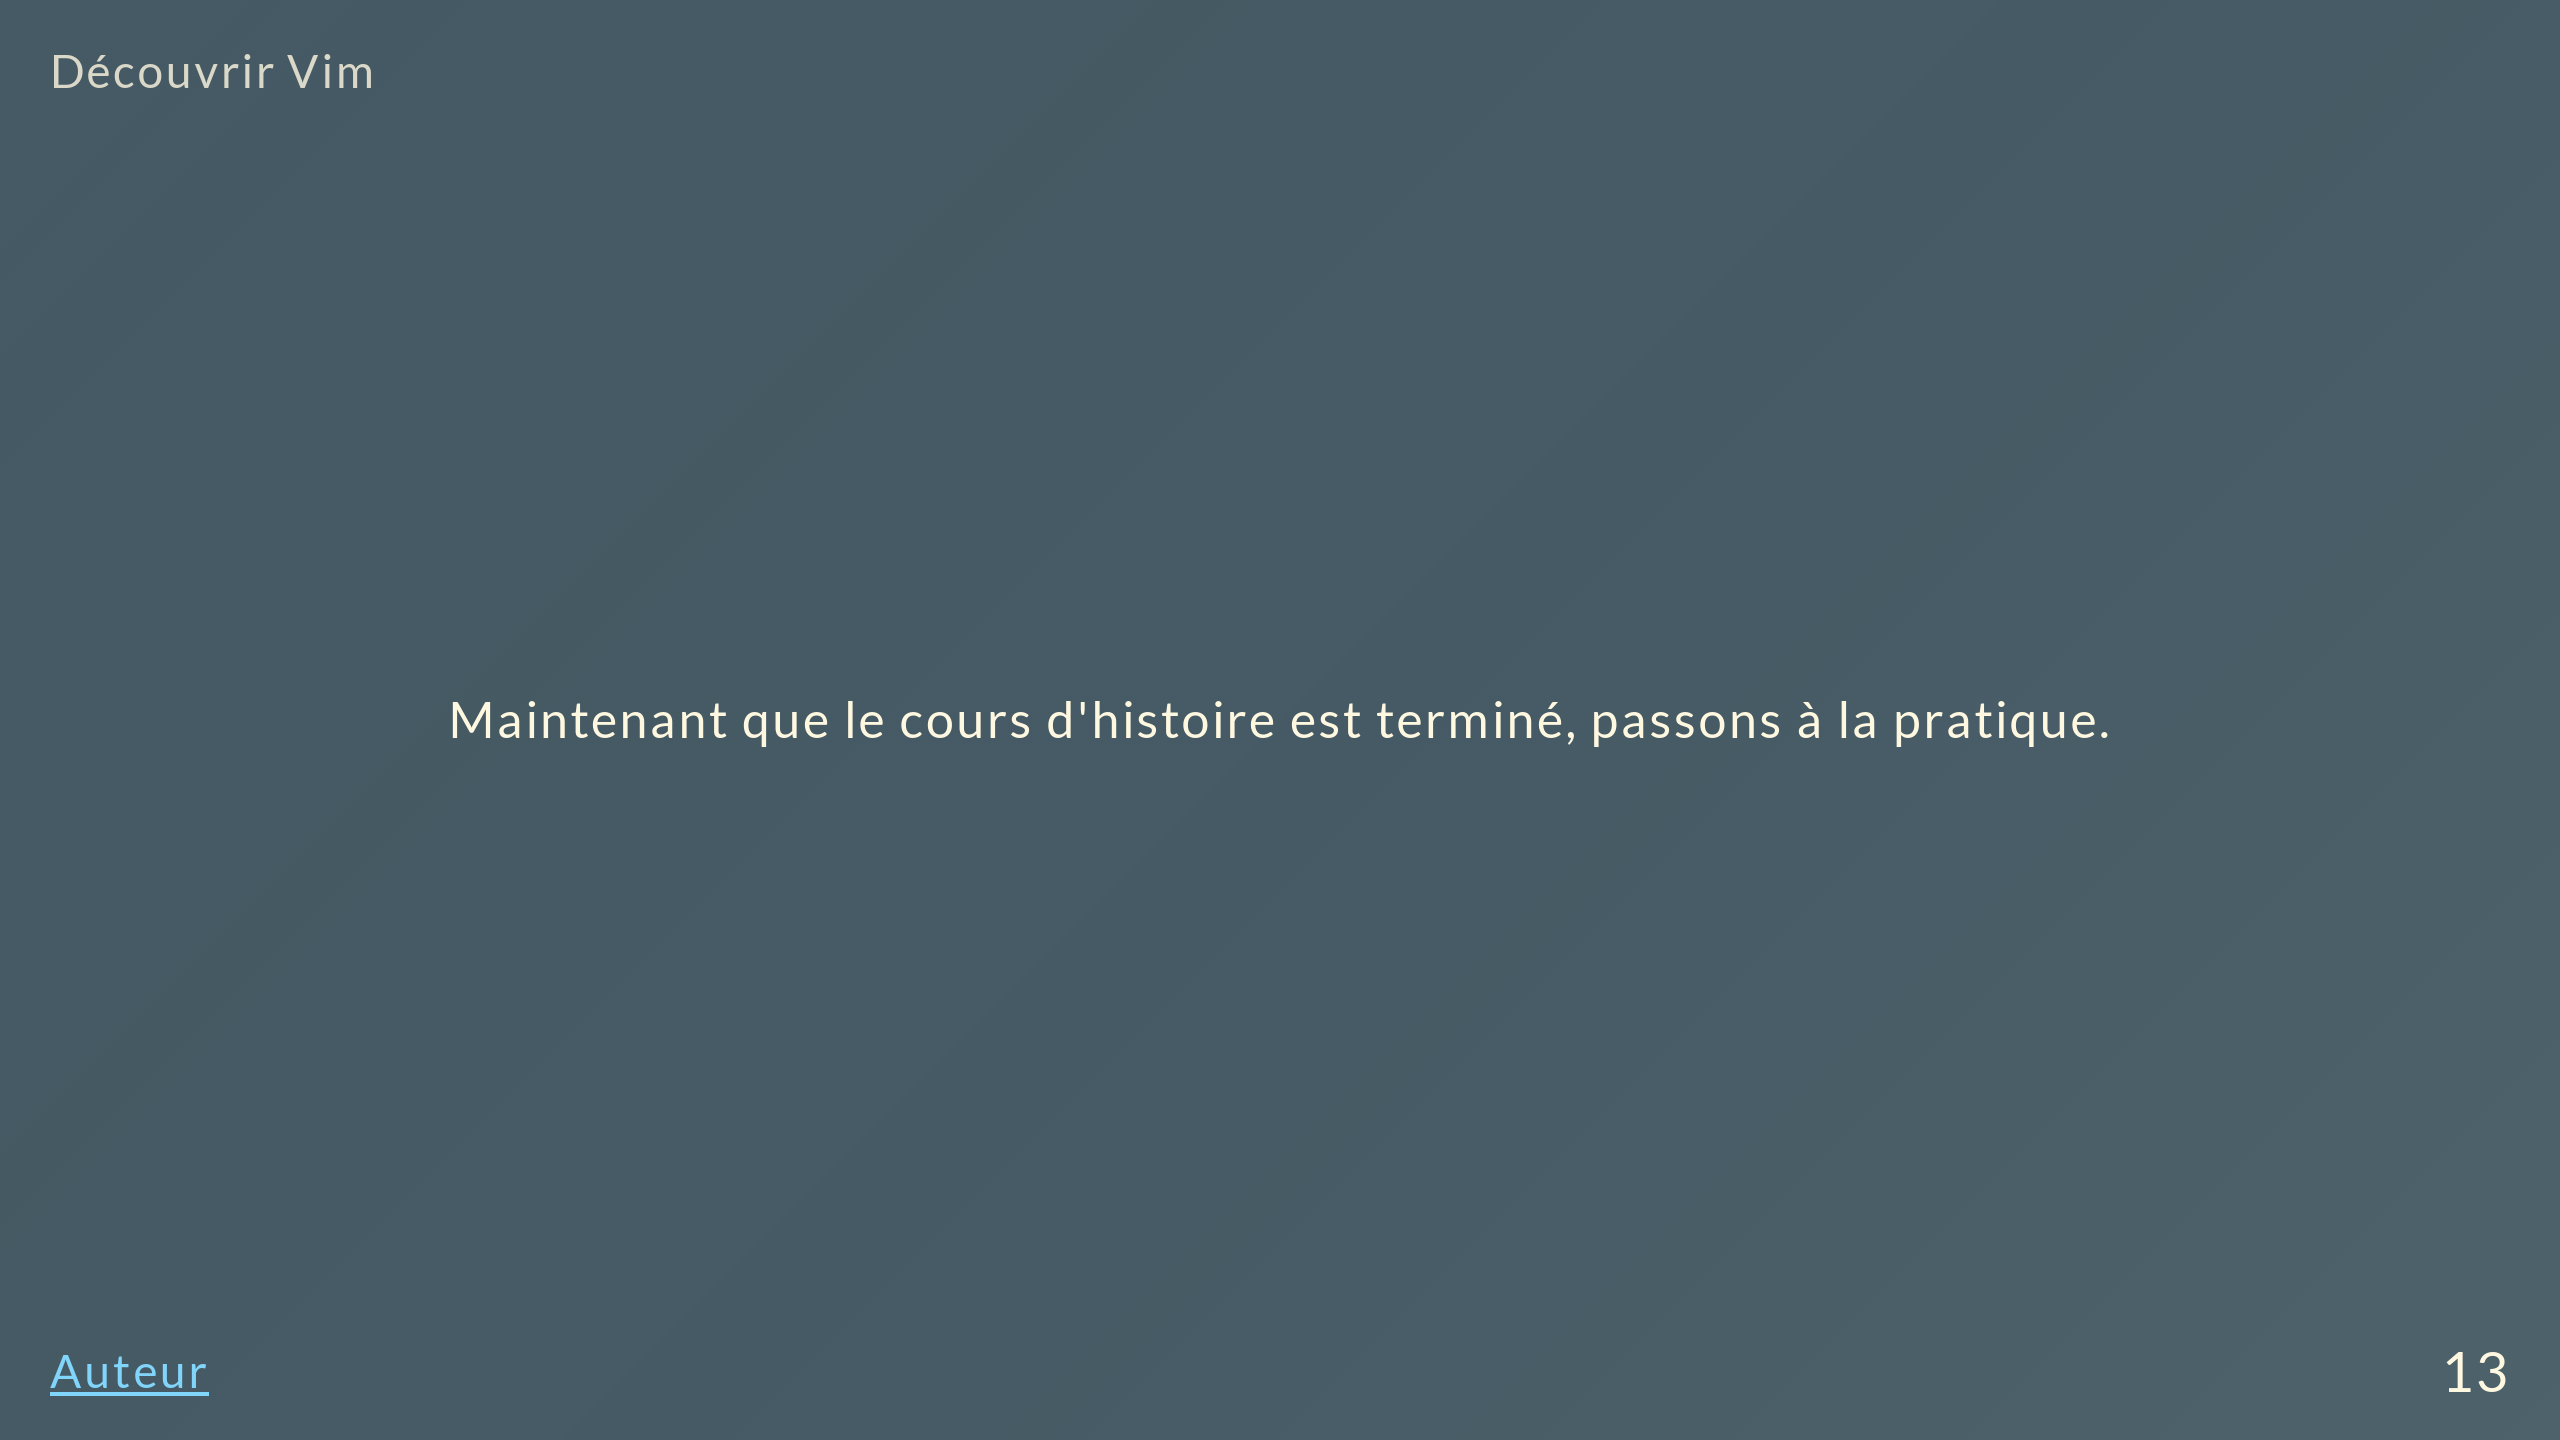 Découvrir Vim
Maintenant que le cours d'histoire est terminé, passons à la pratique.
Auteur
13